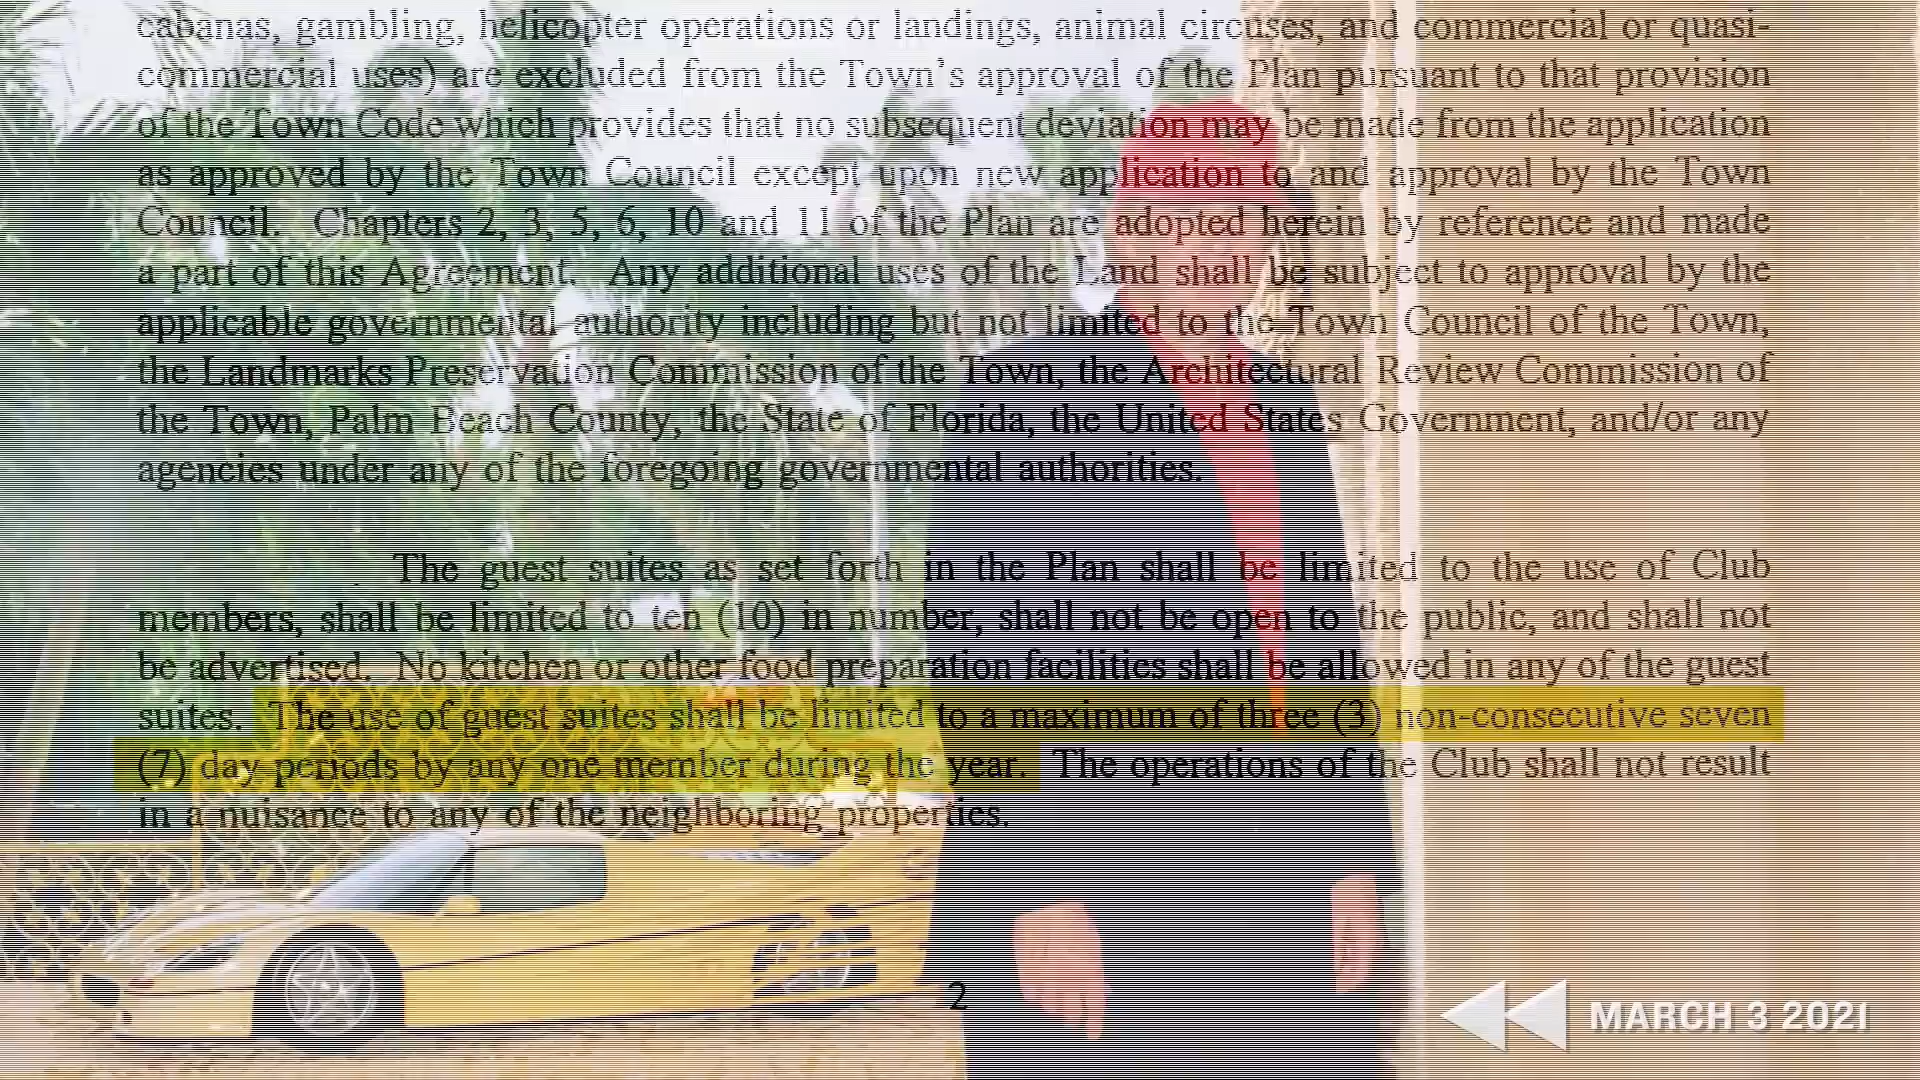 cabanas, gambling, helicopter operations or landings, animal circuses, and commercial or quasi-
commercial uses) are excluded from the Town's approval of the Plan pursuant to that provision
of the Town Code which provides that no subsequent deviation may be made from the application
as approved by the Town Council except upon new application to and approval by the Town
Council. Chapters 2, 3, 5, 6, 10 and 11 of the Plan are adopted herein by reference and made
a part of this Agreement. Any additional uses of the Land shall be subject to approval by the
applicable governmental authority including but not limited to the Town Council of the Town,
the Landmarks Preservation Commission of the Town, the Architectural Review Commission of
the Town, Palm Beach County, the State of Florida, the United States Government, and/or any
agencies under any of the foregoing governmental authorities.
The guest suites as set forth in the Plan shall be limited to the use of Club
members, shall be limited to ten (10) in number, shall not be open to the public, and shall not
be advertised. No kitchen or other food preparation facilities shall be allowed in any of the guest
suites. The use of guest suites shall be limited to a maximum of three (3) non-consecutive seven
(7) day periods by any one member during the year. The operations of the Club shall not result
in a nuisance to any of the neighboring properties.
2
MARCH 3 2021